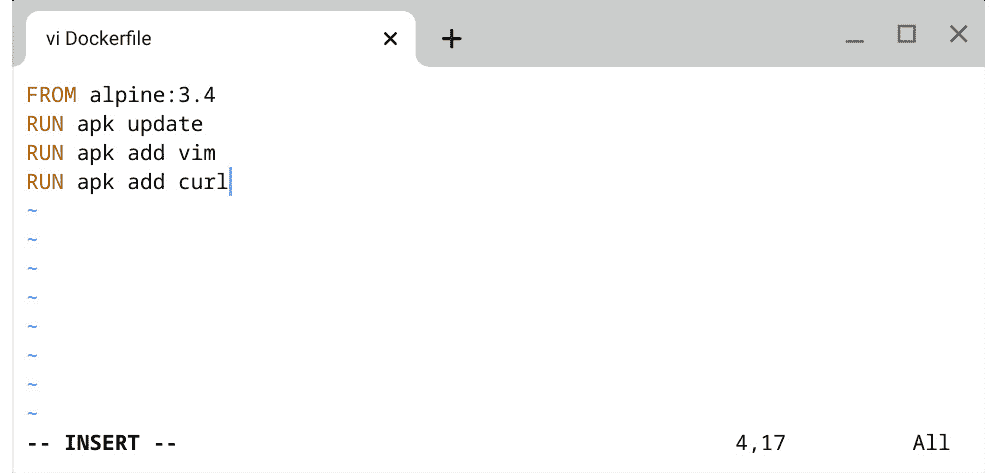 vi Dockerfile
FROM alpine:3.4
RUN apk update
RUN apk add vim
RUN apk add curl
~
~
~
~
~
~
~
~
-- INSERT -- 4,17 All